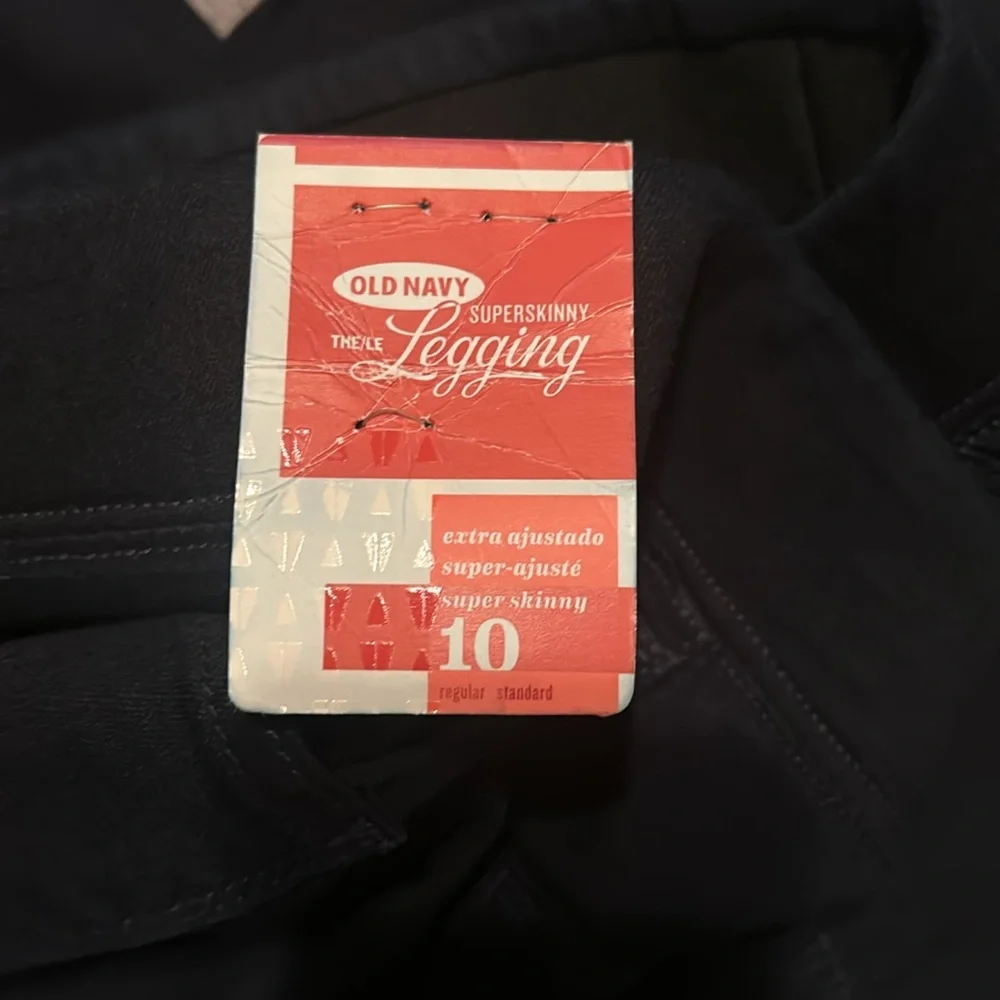 OLD NAVY
SUPERSKINNY
THE/LE Legging
extra ajustado
super-ajusté
super skinny
10
regular standard